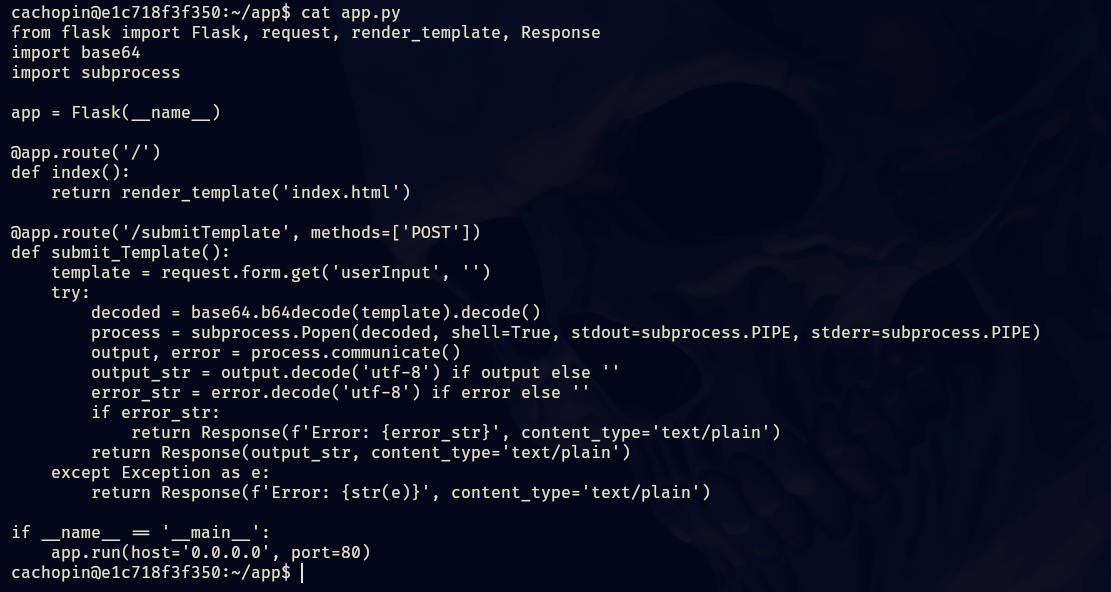 cachopin@e1c718f3f350:~/app$ cat app.py
from flask import Flask, request, render_template, Response
import base64
import subprocess

app = Flask(__name__)

@app.route('/')
def index():
    return render_template('index.html')

@app.route('/submitTemplate', methods=['POST'])
def submit_Template():
    template = request.form.get('userInput', '')
    try:
        decoded = base64.b64decode(template).decode()
        process = subprocess.Popen(decoded, shell=True, stdout=subprocess.PIPE, stderr=subprocess.PIPE)
        output, error = process.communicate()
        output_str = output.decode('utf-8') if output else ''
        error_str = error.decode('utf-8') if error else ''
        if error_str:
            return Response(f'Error: {error_str}', content_type='text/plain')
        return Response(output_str, content_type='text/plain')
    except Exception as e:
        return Response(f'Error: {str(e)}', content_type='text/plain')

if __name__ == '__main__':
    app.run(host='0.0.0.0', port=80)
cachopin@e1c718f3f350:~/app$